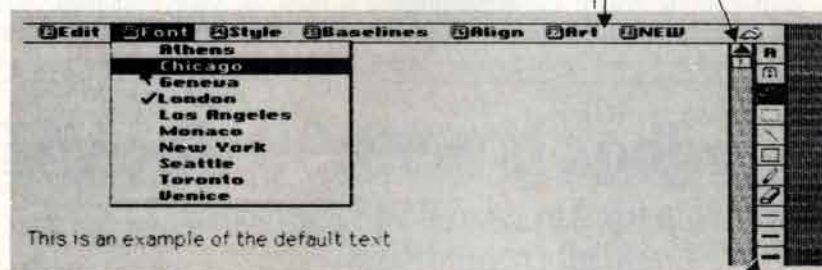 Edit Font Style Baselines Align Art NEW
Athens
Chicago
Geneva
✓London
Los Angeles
Monaco
New York
Seattle
Toronto
Venice
A
This is an example of the default text